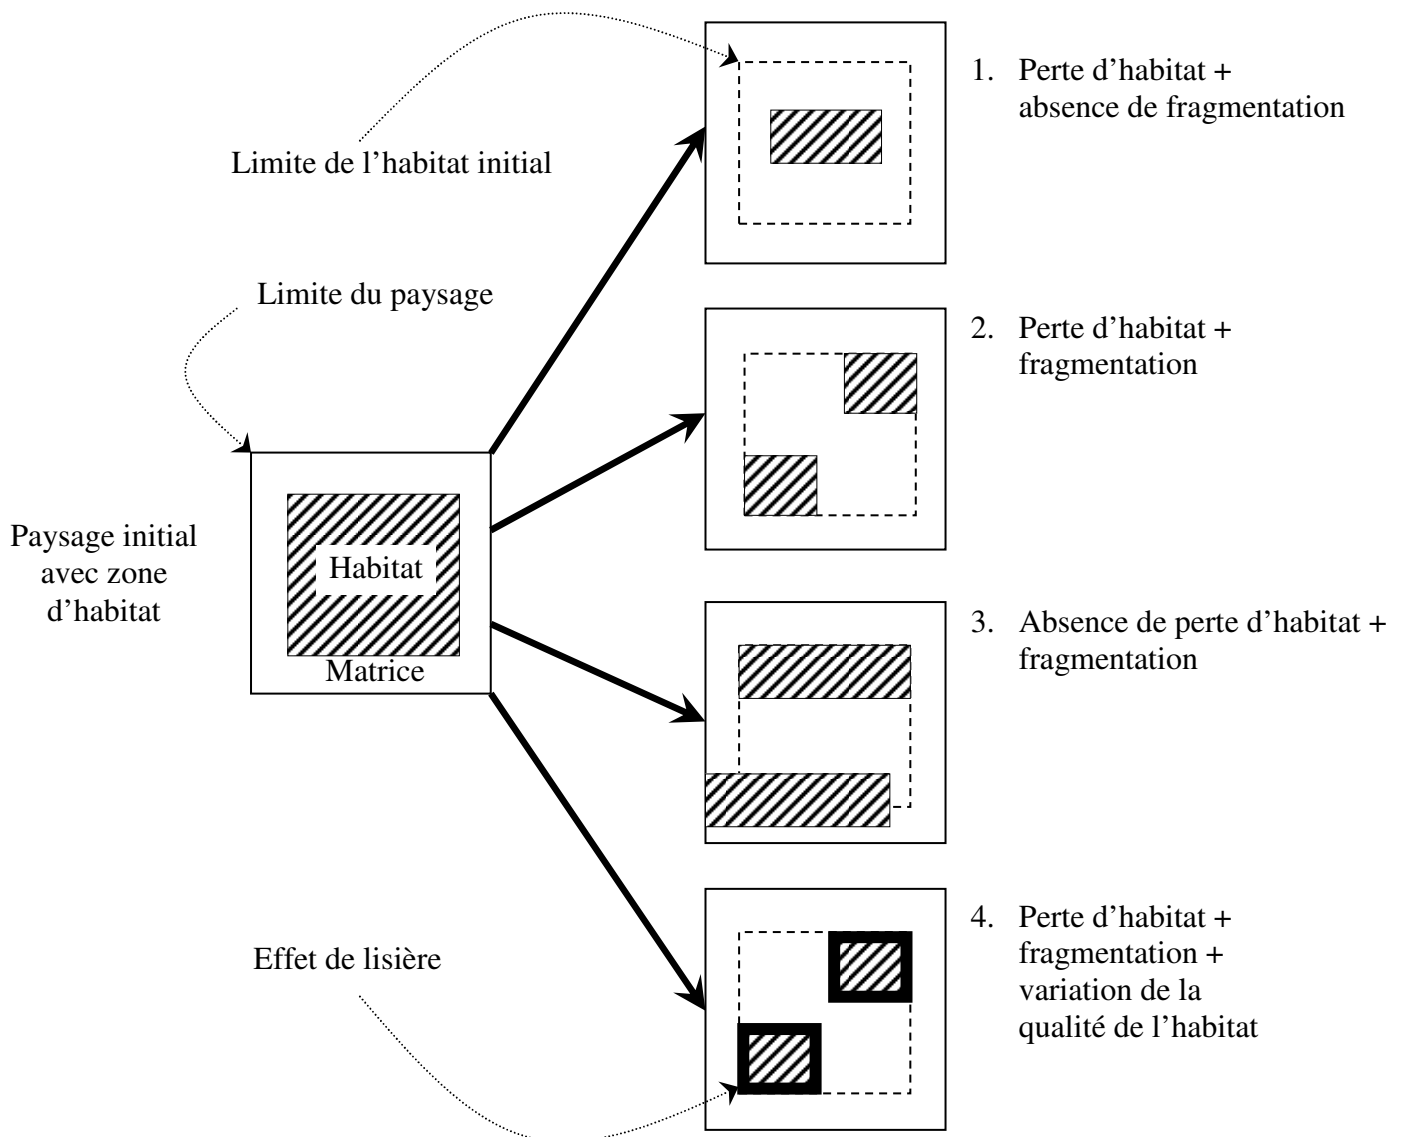 1. Perte d’habitat +
absence de fragmentation
Limite de l’habitat initial
Limite du paysage
2. Perte d’habitat +
fragmentation
Paysage initial
avec zone
d’habitat
Habitat
Matrice
3. Absence de perte d’habitat +
fragmentation
Effet de lisière
4. Perte d’habitat +
fragmentation +
variation de la
qualité de l’habitat